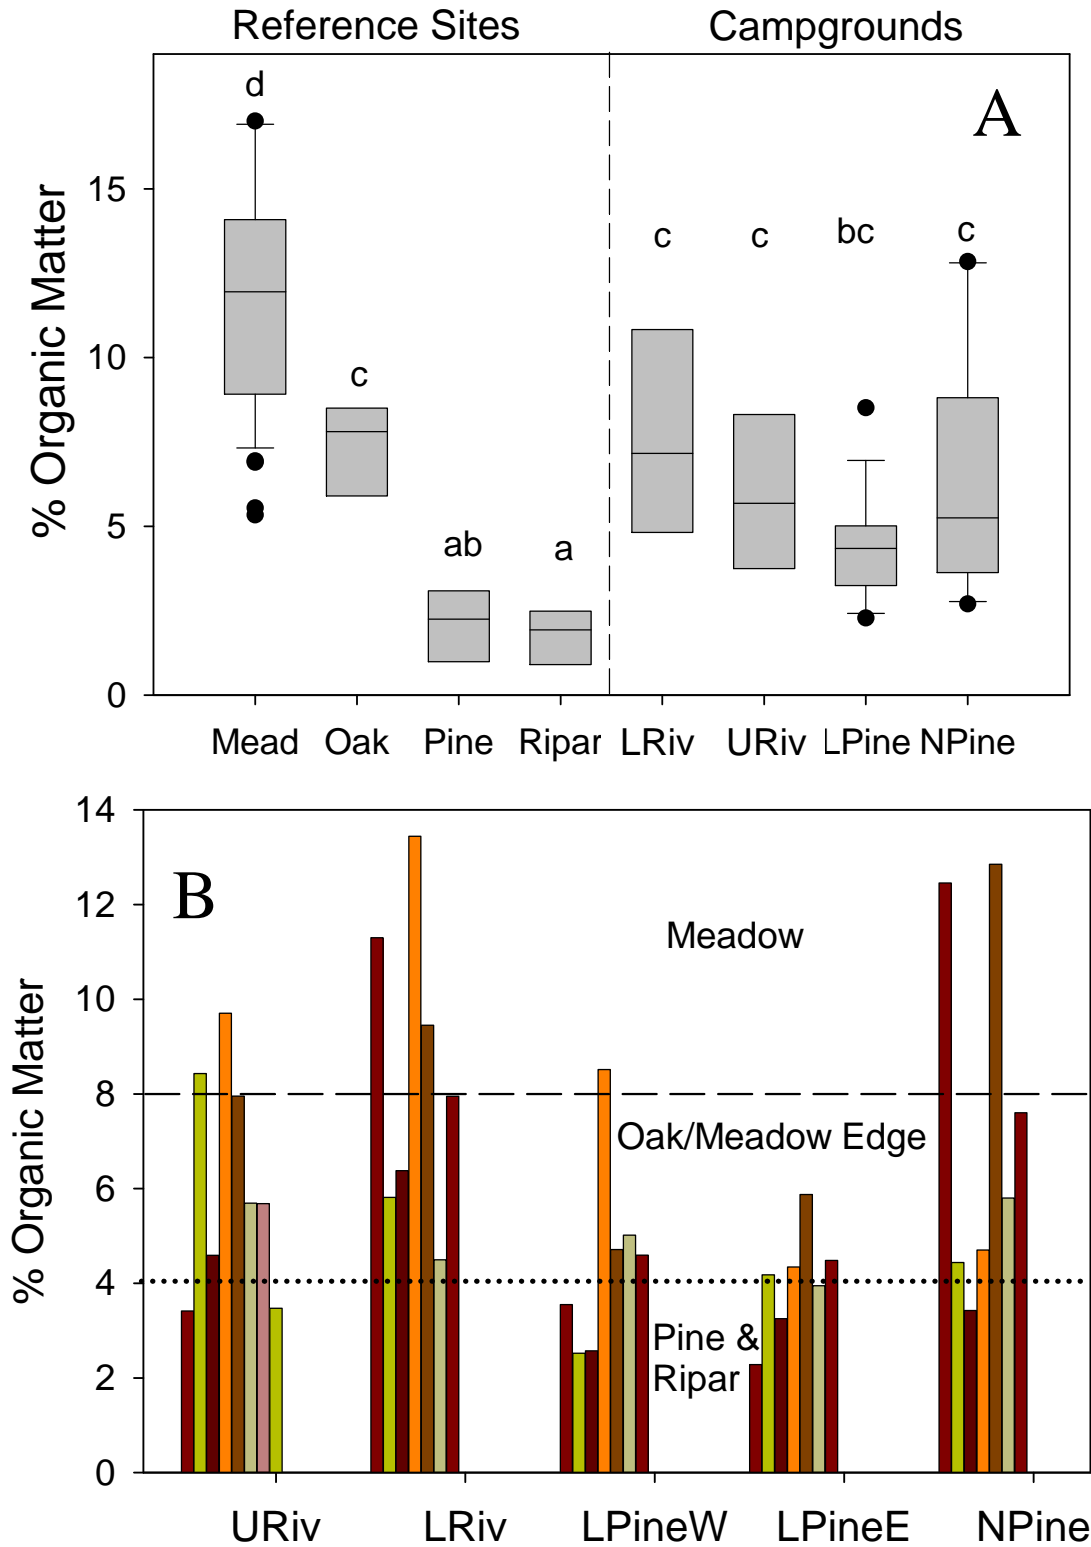 Reference Sites
Campgrounds
A
d
c
ab
a
c
c
bc
c
% Organic Matter
15
10
5
0
Mead Oak Pine Ripar LRiv URiv LPine NPine
B
% Organic Matter
14
12
10
8
6
4
2
0
Meadow
Oak/Meadow Edge
Pine &
Ripar
URiv LRiv LPineW LPineE NPine